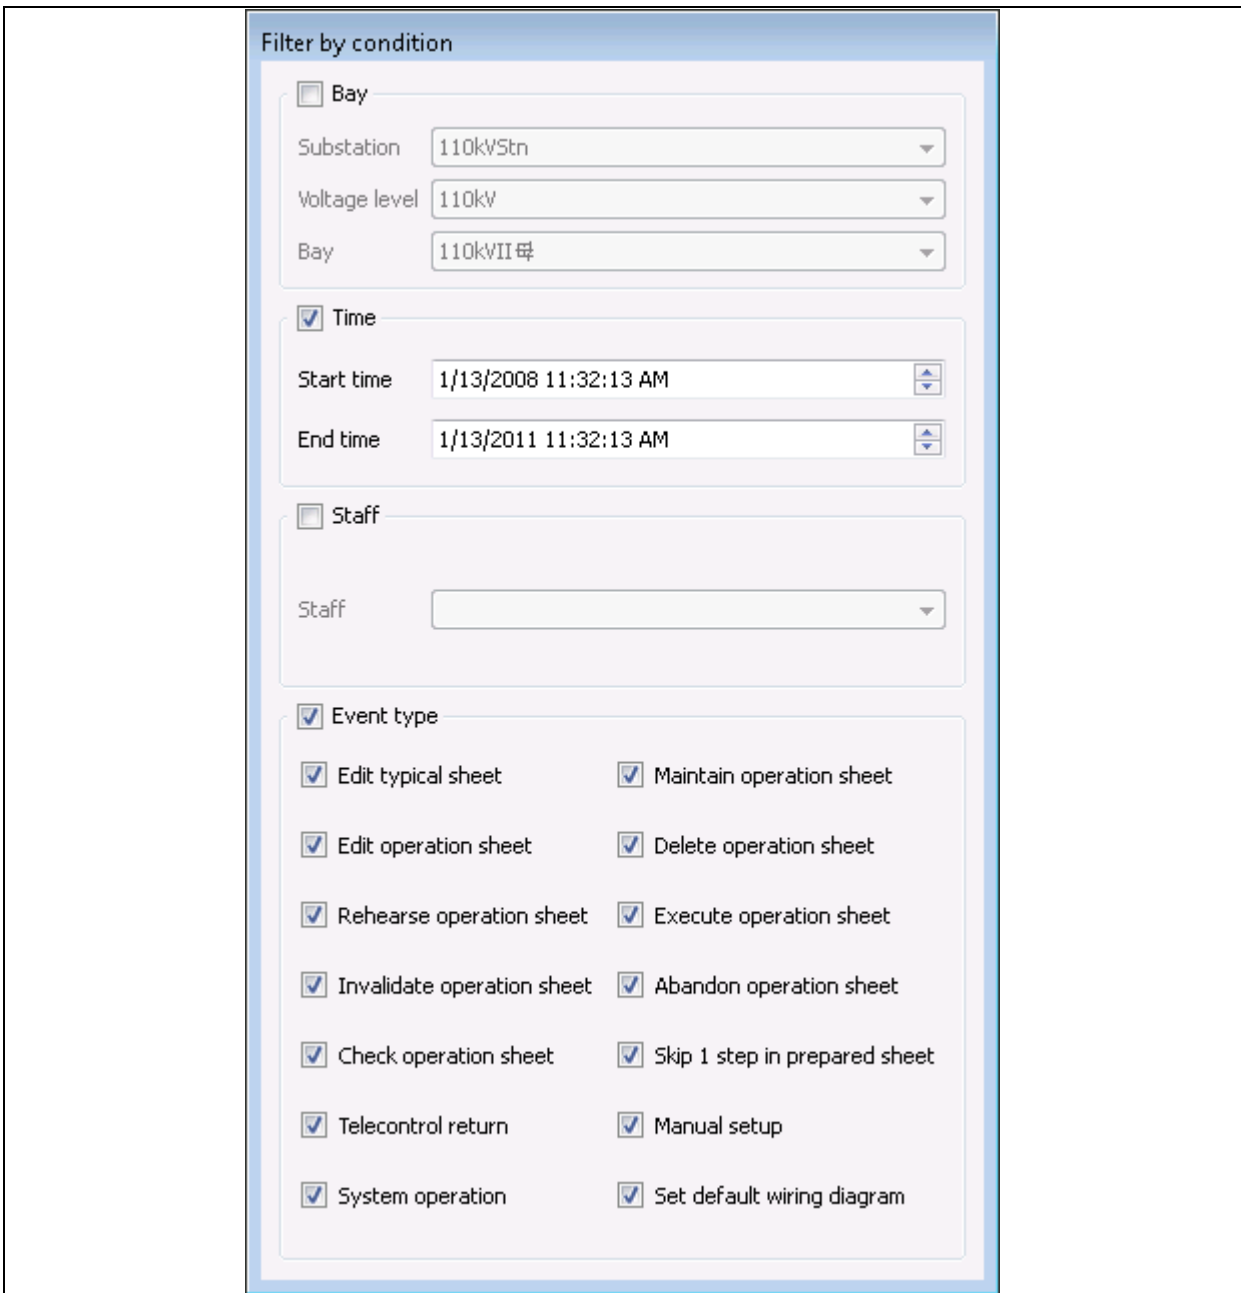 Filter by condition
Bay
Substation 110kVStn
Voltage level 110kV
Bay 110kVII母
Time
Start time 1/13/2008 11:32:13 AM
End time 1/13/2011 11:32:13 AM
Staff
Staff
Event type
Edit typical sheet Maintain operation sheet
Edit operation sheet Delete operation sheet
Rehearse operation sheet Execute operation sheet
Invalidate operation sheet Abandon operation sheet
Check operation sheet Skip 1 step in prepared sheet
Telecontrol return Manual setup
System operation Set default wiring diagram